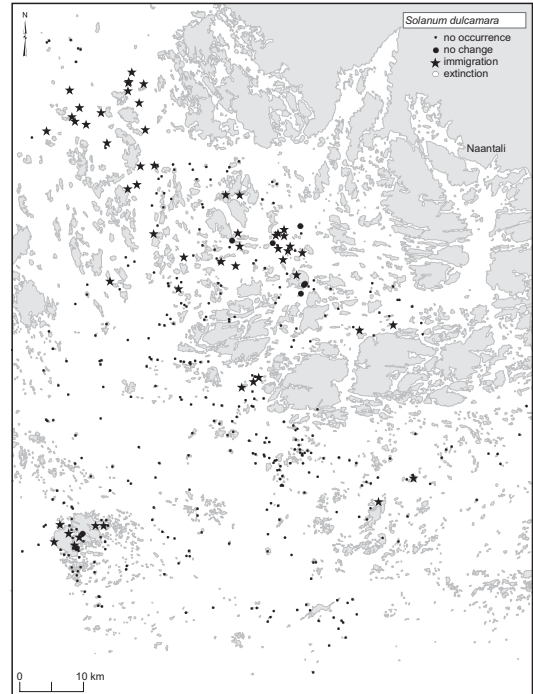 N
Solanum dulcamara
no occurrence
no change
immigration
extinction
Naantali
0 10 km